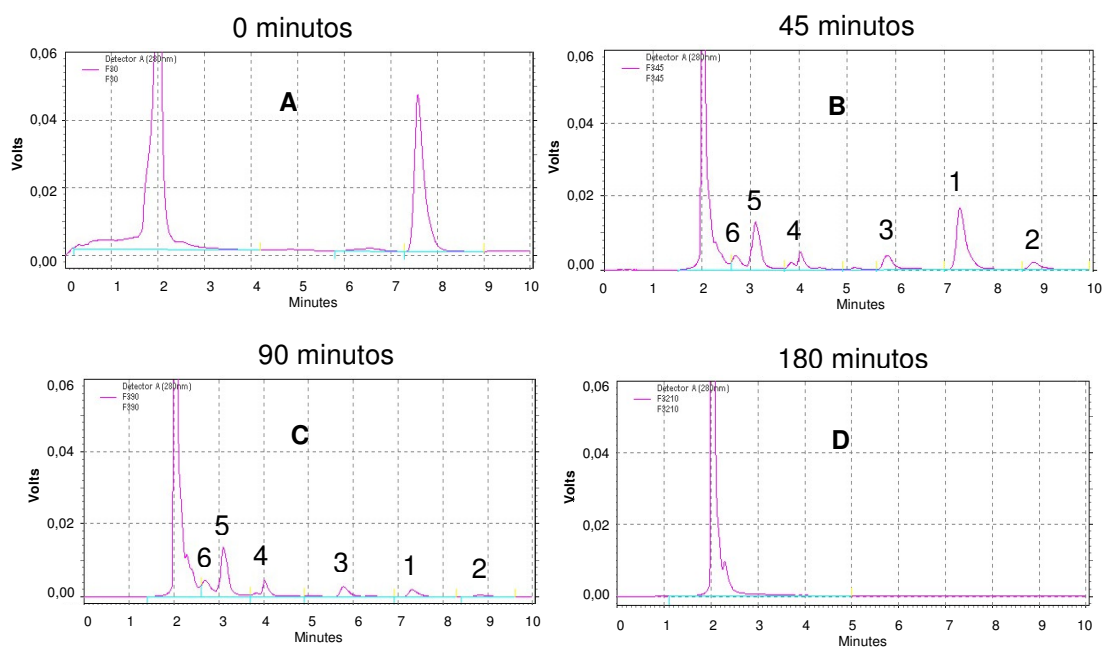 0 minutos
0,06
0,04
0,02
0,00
Volts
Detector A (280nm)
F30
F30
A
0 1 2 3 4 5 6 7 8 9 10
Minutes
45 minutos
0,06
0,04
0,02
0,00
Volts
Detector A (280nm)
F345
F345
B
6 5 4 3 1 2
0 1 2 3 4 5 6 7 8 9 10
Minutes
90 minutos
0,06
0,04
0,02
0,00
Volts
Detector A (280nm)
F390
F390
C
6 5 4 3 1 2
0 1 2 3 4 5 6 7 8 9 10
Minutes
180 minutos
0,06
0,04
0,02
0,00
Volts
Detector A (280nm)
F3210
F3210
D
0 1 2 3 4 5 6 7 8 9 10
Minutes